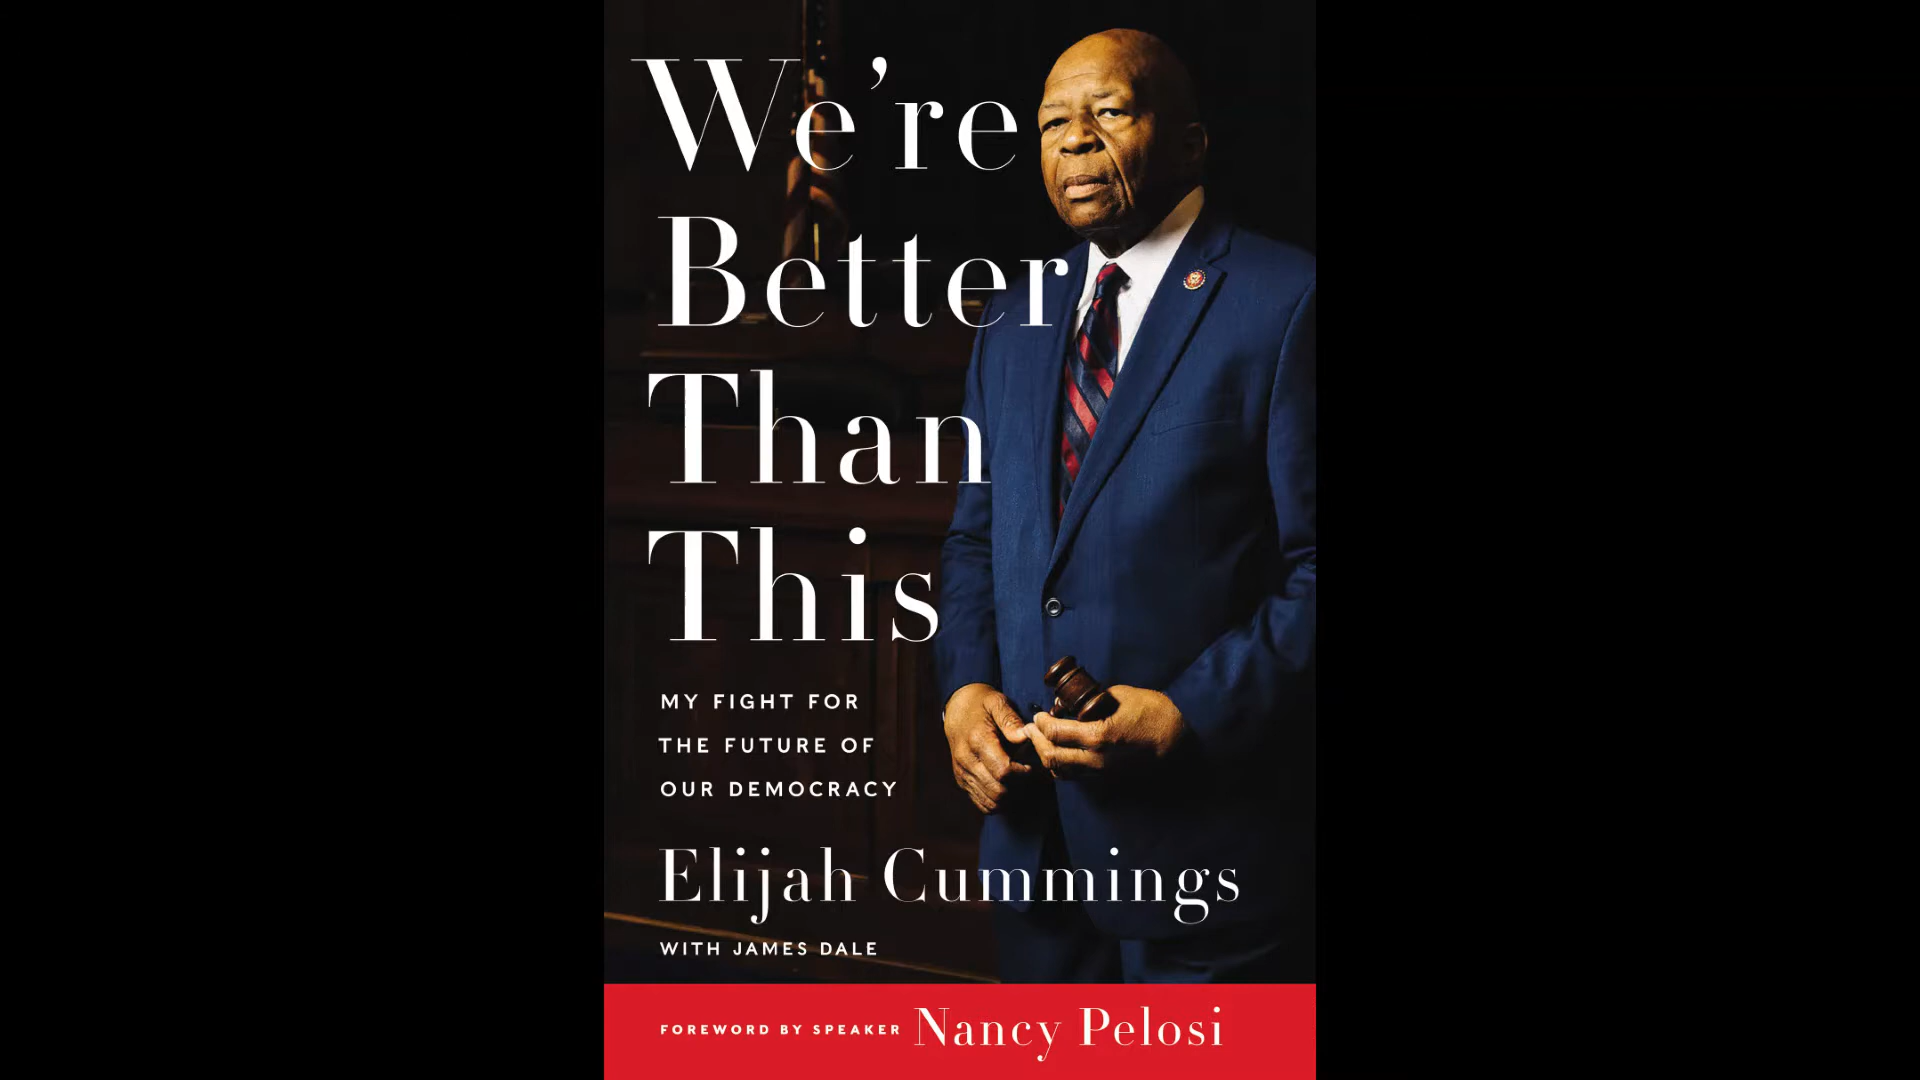 We're
Better
Than
This
MY FIGHT FOR
THE FUTURE OF
OUR DEMOCRACY
Elijah Cummings
WITH JAMES DALE
FOREWORD BY SPEAKER Nancy Pelosi